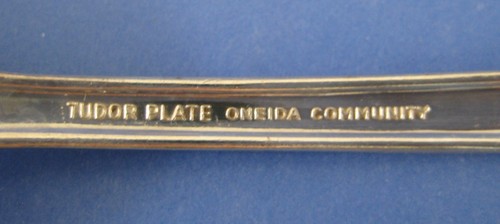 TUDOR PLATE ONEIDA COMMUNITY